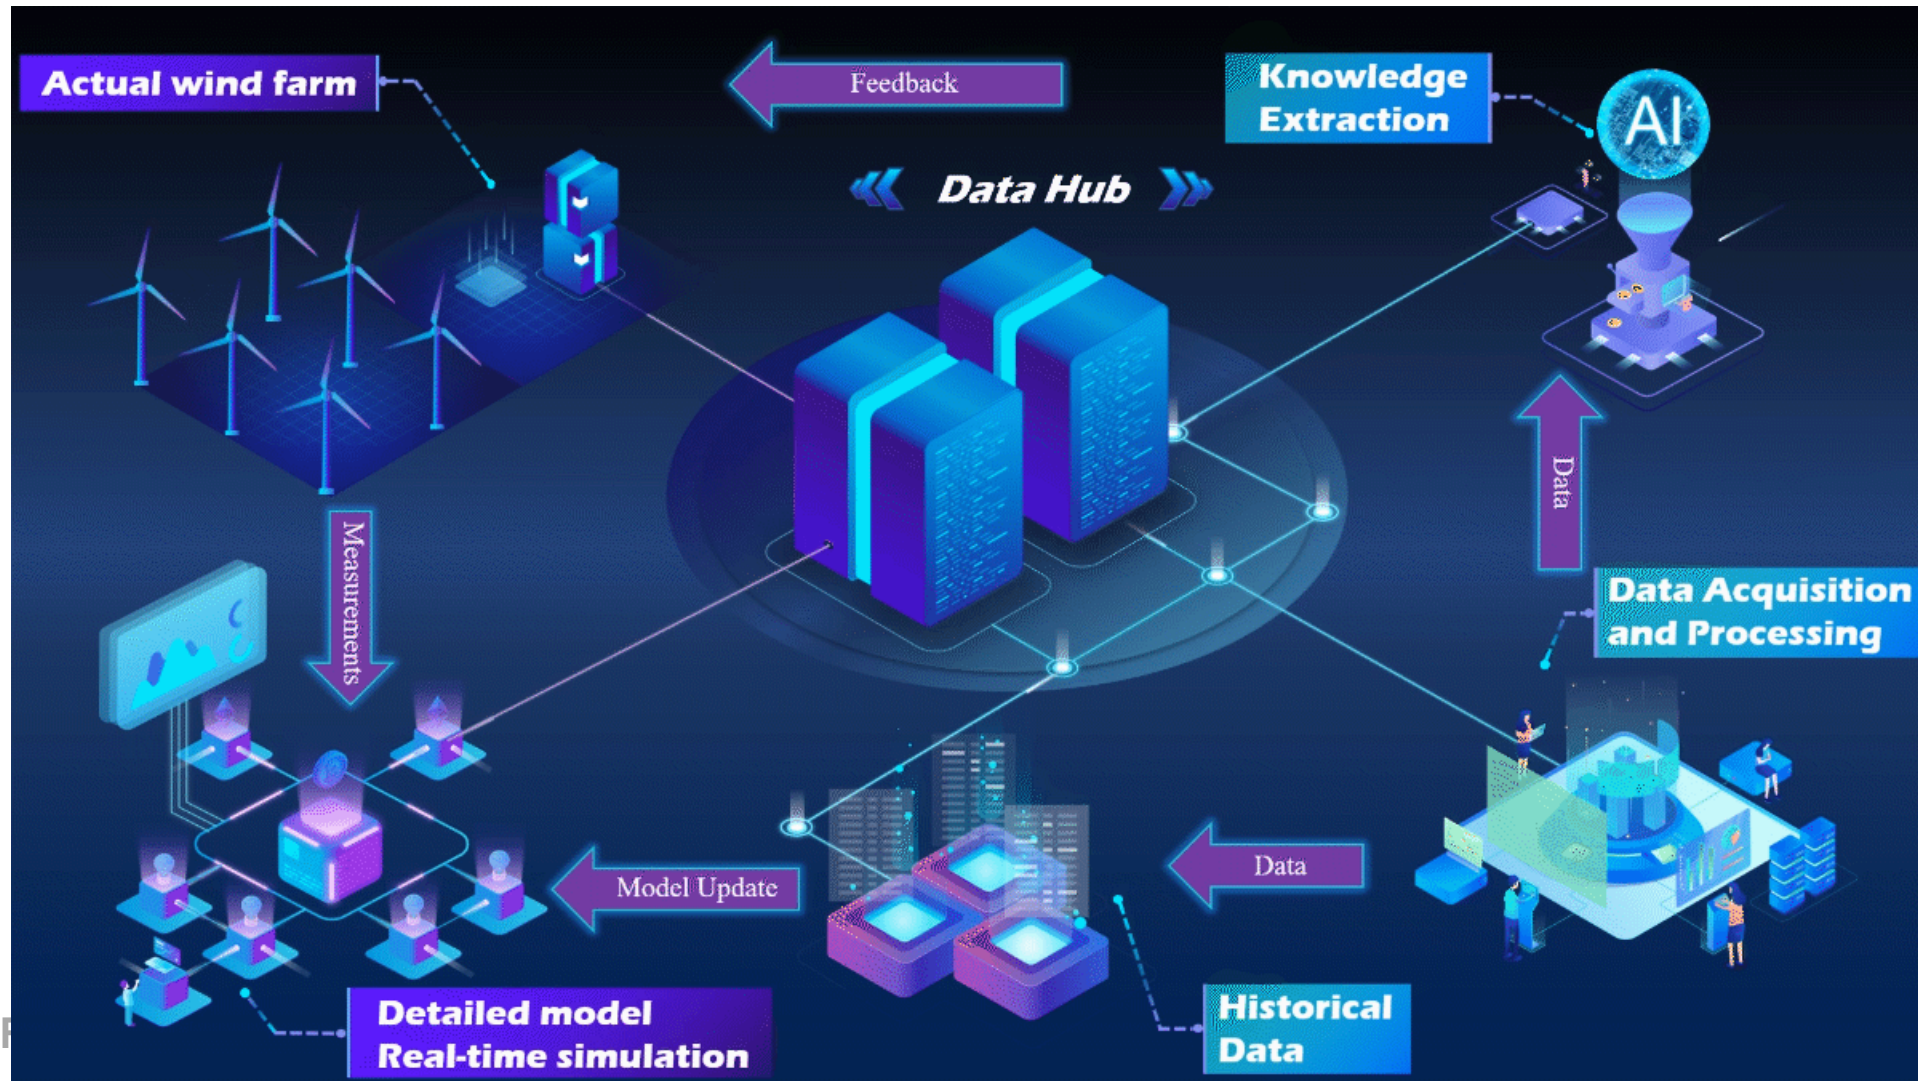 Actual wind farm
Feedback
Knowledge
Extraction
AI
Data Hub
Measurements
Data
Data Acquisition
and Processing
Model Update
Data
Detailed model
Real-time simulation
Historical
Data